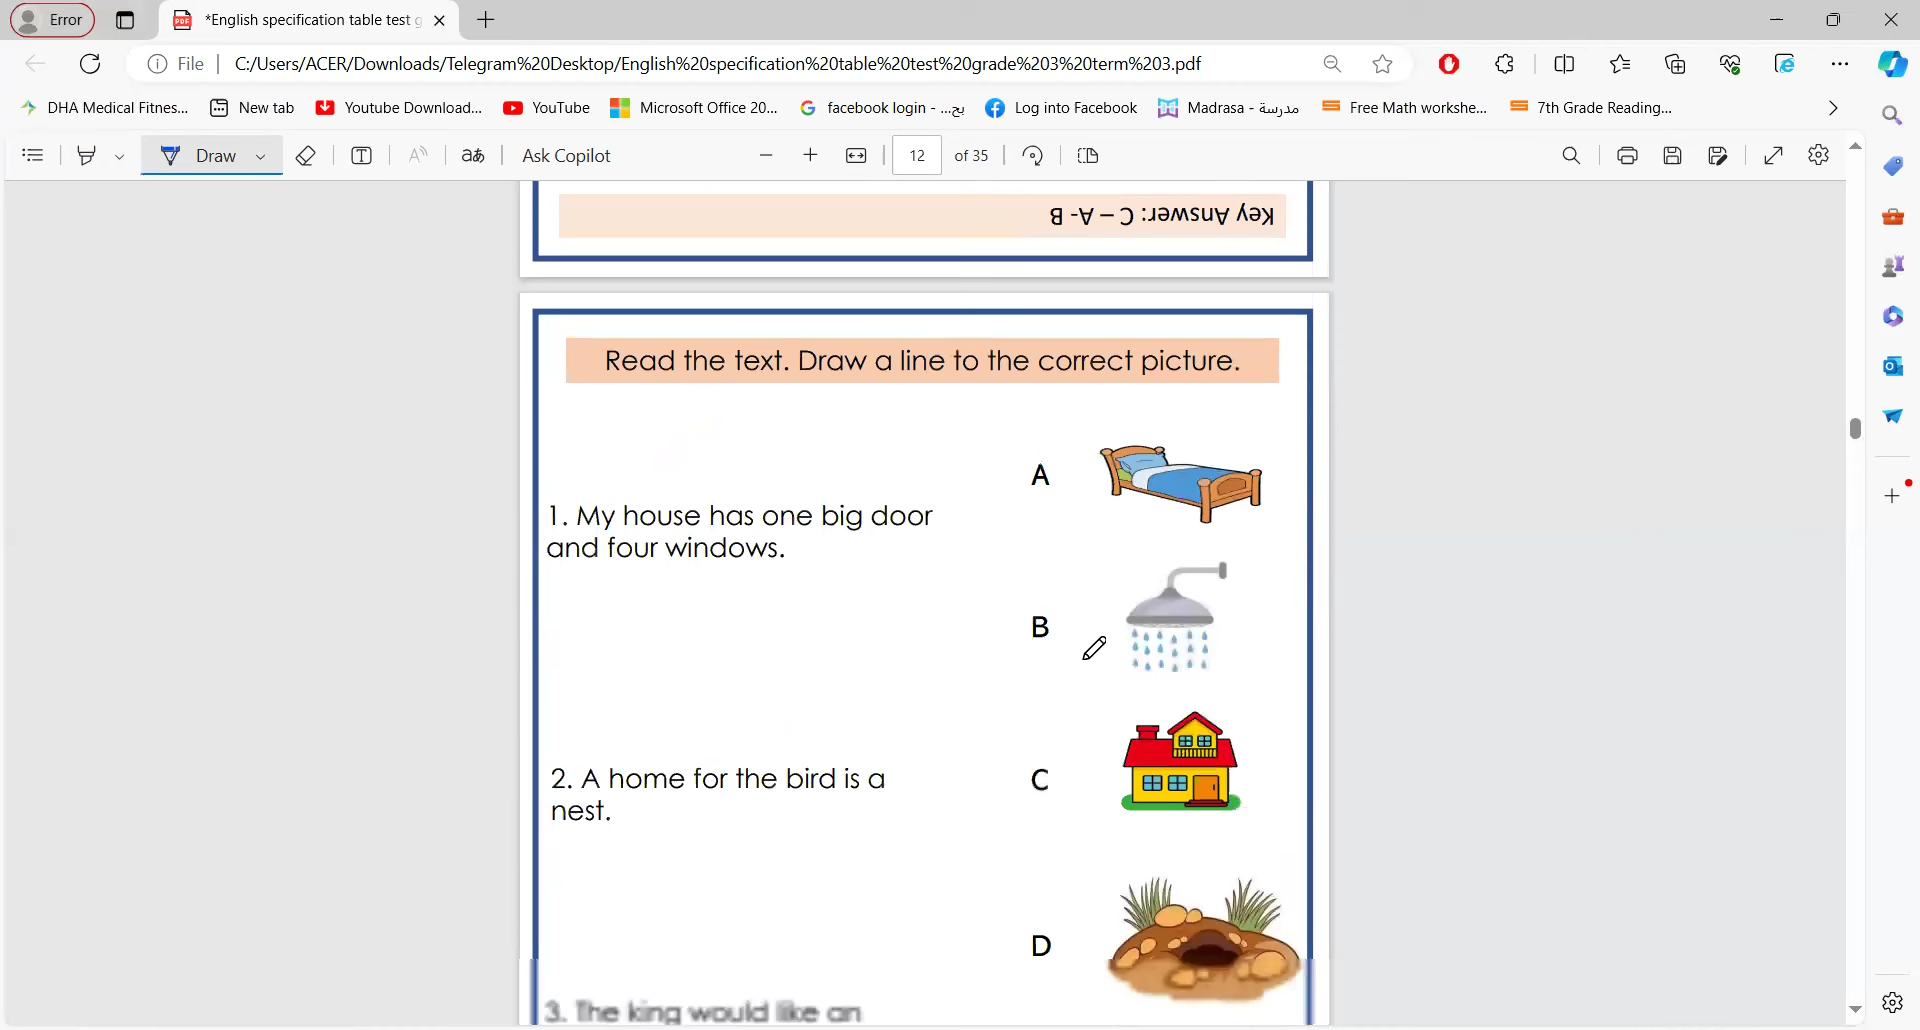 Error
*English specification table test g
File
C:/Users/ACER/Downloads/Telegram%20Desktop/English%20specification%20table%20test%20grade%203%20term%203.pdf
DHA Medical Fitnes...
New tab
Youtube Download...
YouTube
Microsoft Office 20...
facebook login - بح...
Log into Facebook
Madrasa - مدرسة
Free Math workshe...
7th Grade Reading...
Draw
Ask Copilot
12 of 35
Key Answer: C – A- B
Read the text. Draw a line to the correct picture.
A
1. My house has one big door
and four windows.
B
2. A home for the bird is a
nest.
C
D
3. The king would like an